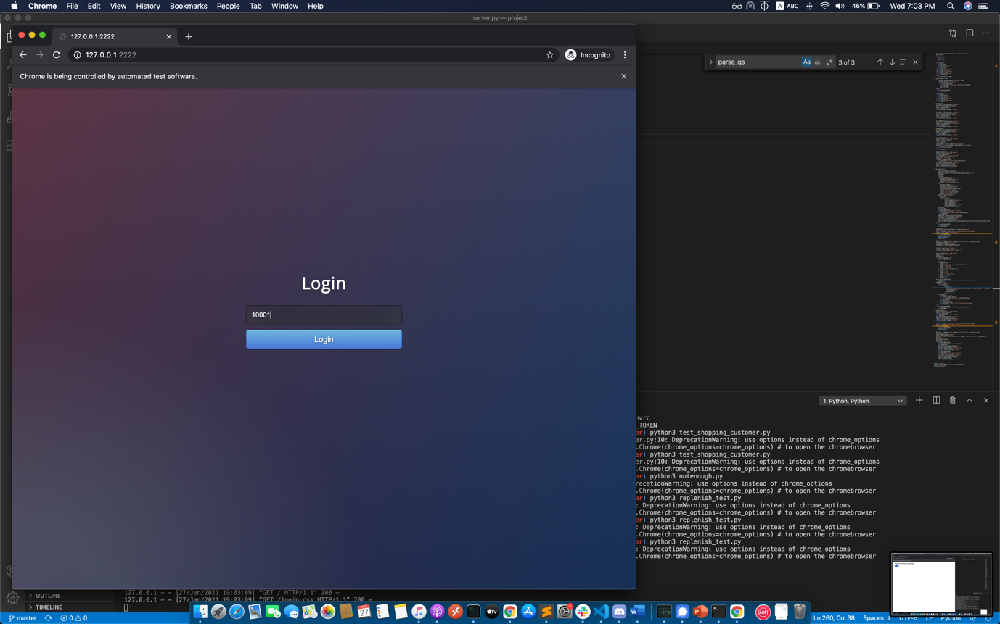 Chrome File Edit View History Bookmarks People Tab Window Help
A ABC 46% Wed 7:03 PM
server.py — project
127.0.0.1:2222
127.0.0.1:2222
Incognito
Chrome is being controlled by automated test software.
parse_qs
Aa
3 of 3
Login
10001
Login
1: Python, Python
nvrc
_TOKEN
er) python3 test_shopping_customer.py
er.py:10: DeprecationWarning: use options instead of chrome_options
.Chrome(chrome_options=chrome_options) # to open the chromebrowser
er) python3 test_shopping_customer.py
er.py:10: DeprecationWarning: use options instead of chrome_options
.Chrome(chrome_options=chrome_options) # to open the chromebrowser
er) python3 notenough.py
recationWarning: use options instead of chrome_options
.Chrome(chrome_options=chrome_options) # to open the chromebrowser
er) python3 replenish_test.py
: DeprecationWarning: use options instead of chrome_options
.Chrome(chrome_options=chrome_options) # to open the chromebrowser
er) python3 replenish_test.py
: DeprecationWarning: use options instead of chrome_options
.Chrome(chrome_options=chrome_options) # to open the chromebrowser
er) python3 replenish_test.py
: DeprecationWarning: use options instead of chrome_options
.Chrome(chrome_options=chrome_options) # to open the chromebrowser
OUTLINE
TIMELINE
127.0.0.1 - - [27/Jan/2021 19:03:09] "GET / HTTP/1.1" 200 -
127.0.0.1 - - [27/Jan/2021 19:03:09] "GET /login.css HTTP/1.1" 200 -
27
tv
ABP
master 0 0
Ln 260, Col 38 Spaces: 4 UTF-8 LF Python